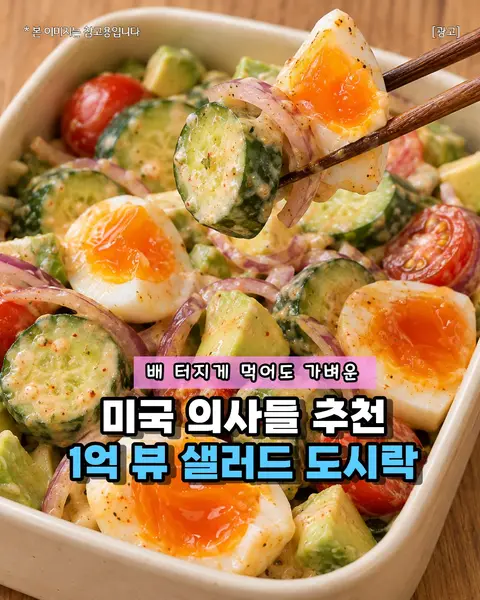 * 본 이미지는 참고용입니다
[광고]
배 터지게 먹어도 가벼운
미국 의사들 추천
1억 뷰 샐러드 도시락